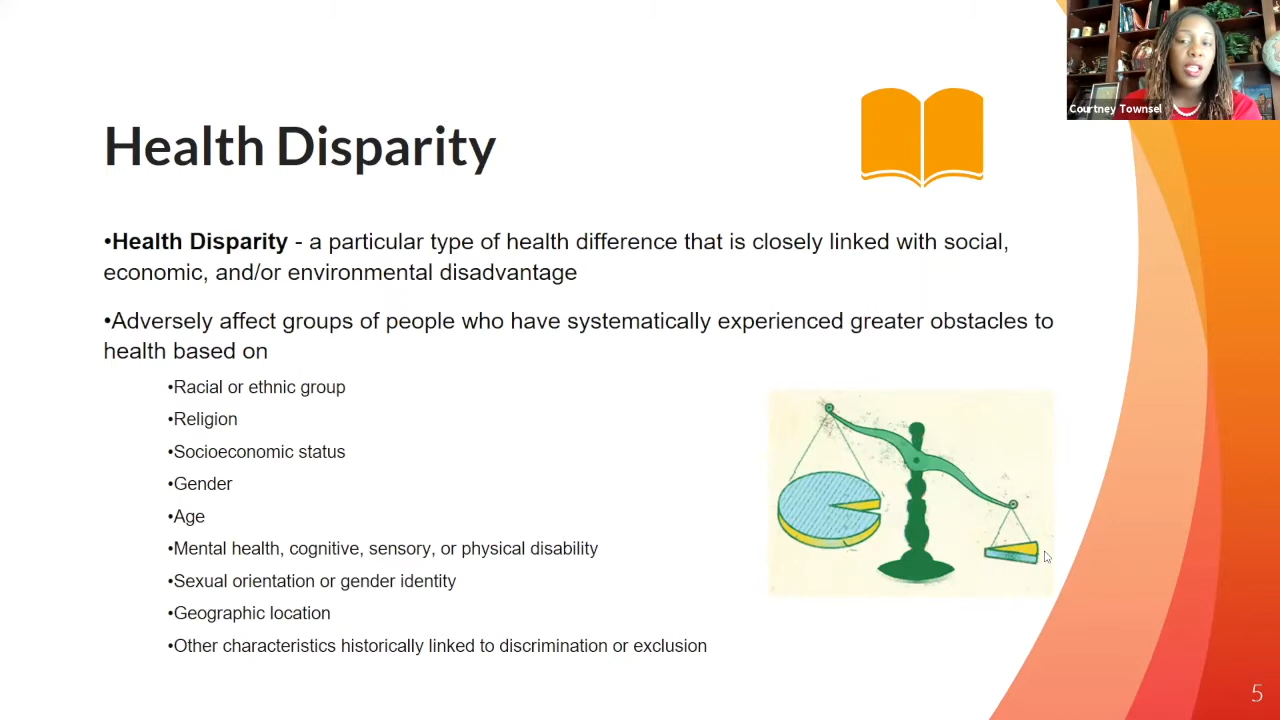 Courtney Townsel
Health Disparity
•Health Disparity - a particular type of health difference that is closely linked with social,
economic, and/or environmental disadvantage
•Adversely affect groups of people who have systematically experienced greater obstacles to
health based on
•Racial or ethnic group
•Religion
•Socioeconomic status
•Gender
•Age
•Mental health, cognitive, sensory, or physical disability
•Sexual orientation or gender identity
•Geographic location
•Other characteristics historically linked to discrimination or exclusion
5